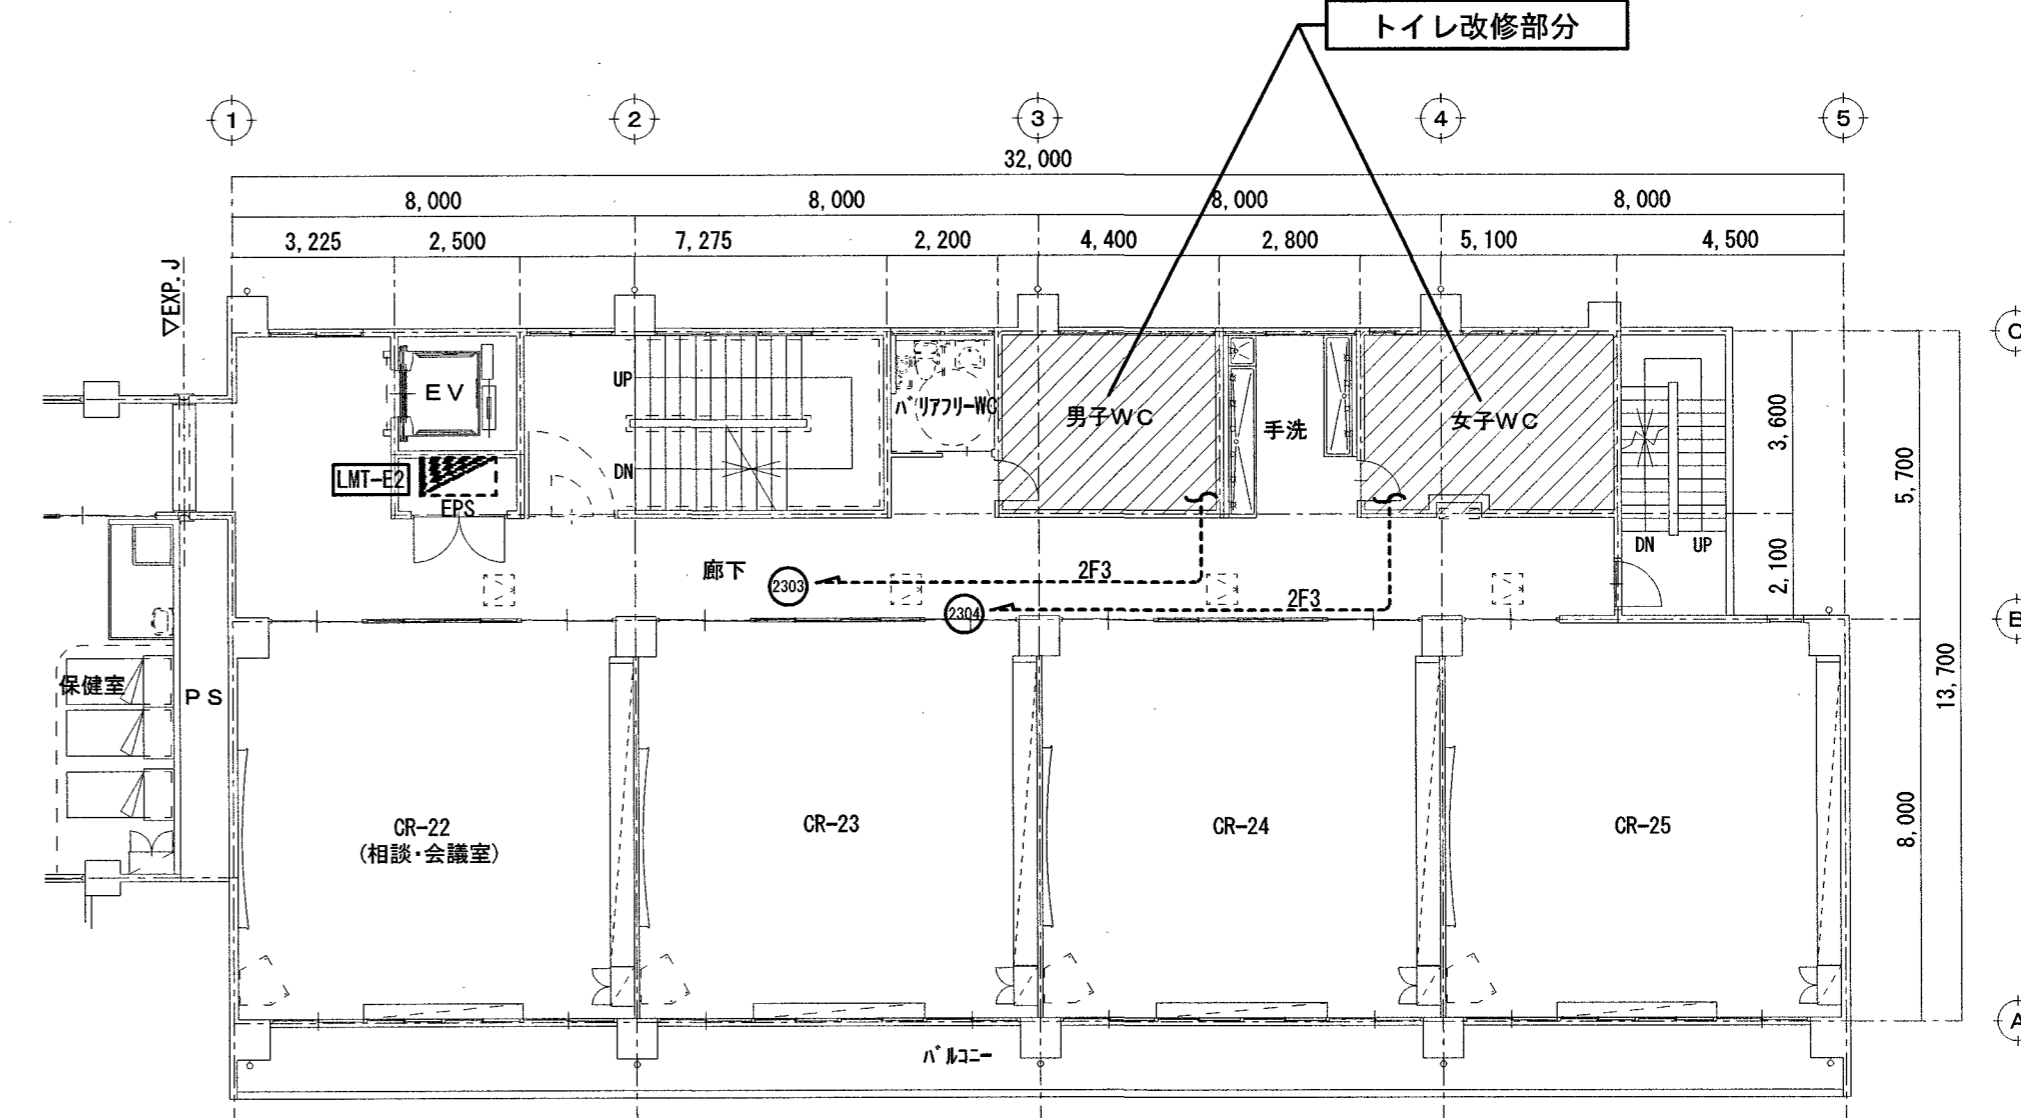 トイレ改修部分
1
2
3
4
5
32,000
8,000
8,000
8,000
8,000
3,225
2,500
7,275
2,200
4,400
2,800
5,100
4,500
▽EXP.J
C
EV
UP
DN
バリアフリーWC
男子WC
手洗
女子WC
3,600
5,700
LMT-E2
EPS
DN
UP
2,100
廊下
2303
2F3
2304
2F3
B
保健室
PS
13,700
CR-22
(相談・会議室)
CR-23
CR-24
CR-25
8,000
A
バルコニー